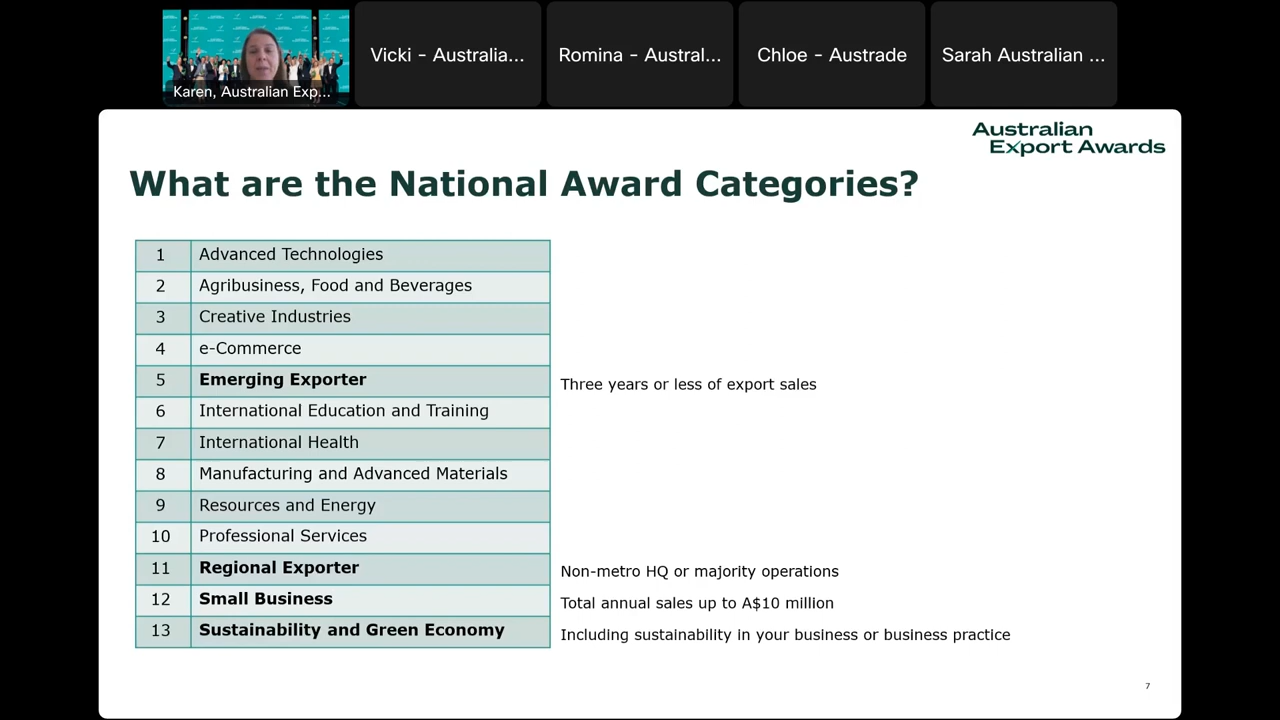 Karen, Australian Exp...
Vicki - Australia...
Romina - Austral...
Chloe - Austrade
Sarah Australian ...
Australian
Export Awards
What are the National Award Categories?
1 Advanced Technologies
2 Agribusiness, Food and Beverages
3 Creative Industries
4 e-Commerce
5 Emerging Exporter Three years or less of export sales
6 International Education and Training
7 International Health
8 Manufacturing and Advanced Materials
9 Resources and Energy
10 Professional Services
11 Regional Exporter Non-metro HQ or majority operations
12 Small Business Total annual sales up to A$10 million
13 Sustainability and Green Economy Including sustainability in your business or business practice
7